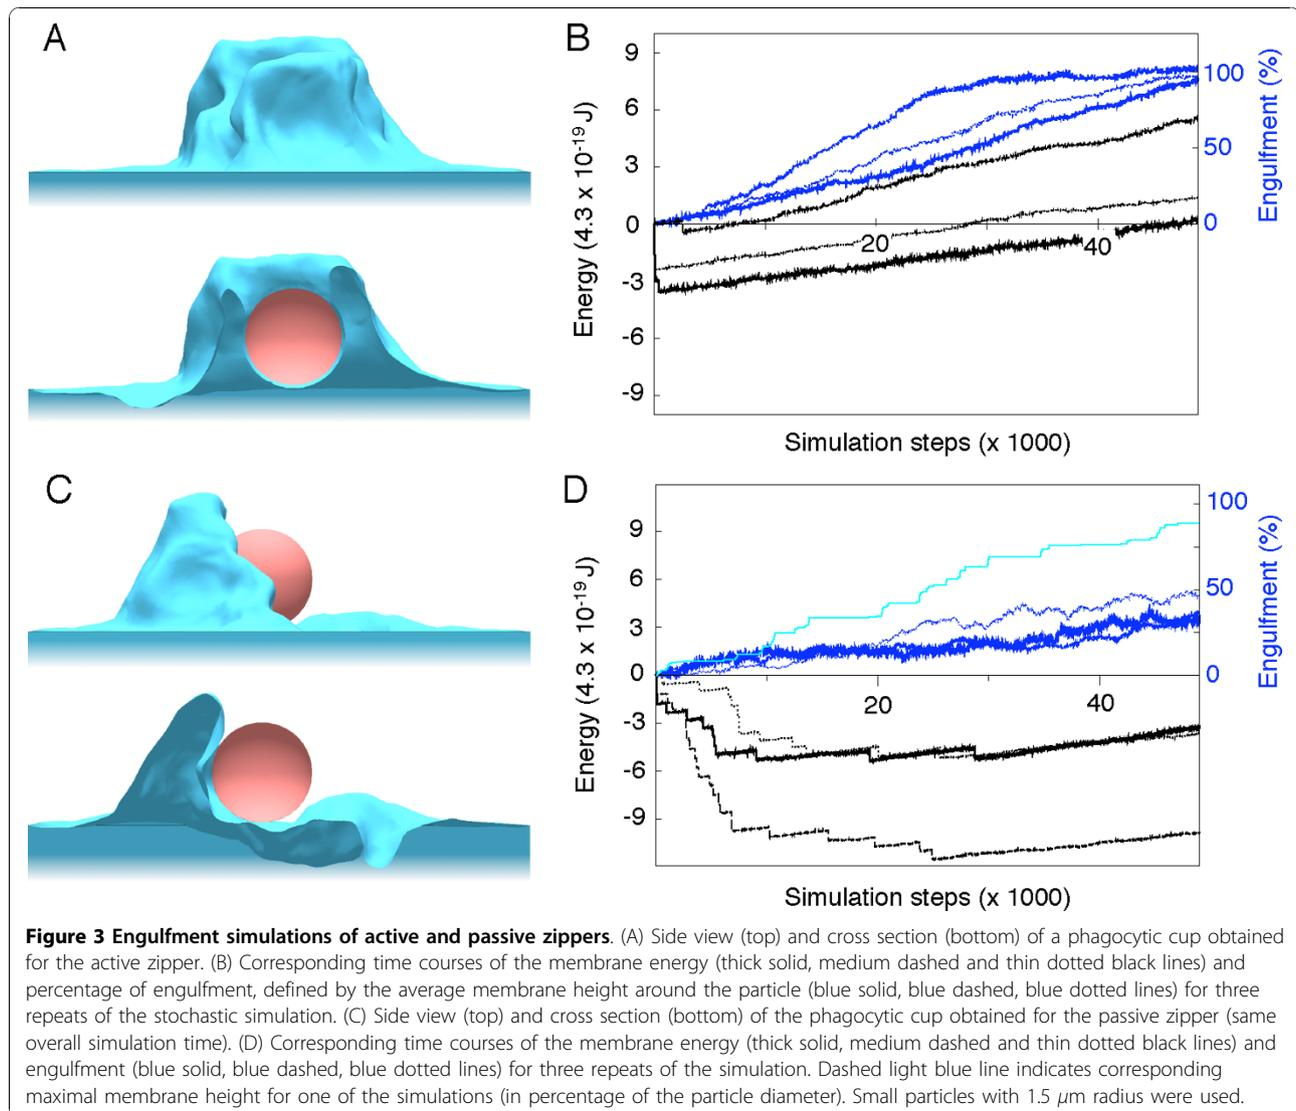 A
B
9
6
3
0
-3
-6
-9
Energy (4.3 x 10-19 J)
20
40
100
50
0
Engulfment (%)
Simulation steps (x 1000)
C
D
9
6
3
0
-3
-6
-9
Energy (4.3 x 10-19 J)
20
40
100
50
0
Engulfment (%)
Simulation steps (x 1000)
Figure 3 Engulfment simulations of active and passive zippers. (A) Side view (top) and cross section (bottom) of a phagocytic cup obtained
for the active zipper. (B) Corresponding time courses of the membrane energy (thick solid, medium dashed and thin dotted black lines) and
percentage of engulfment, defined by the average membrane height around the particle (blue solid, blue dashed, blue dotted lines) for three
repeats of the stochastic simulation. (C) Side view (top) and cross section (bottom) of the phagocytic cup obtained for the passive zipper (same
overall simulation time). (D) Corresponding time courses of the membrane energy (thick solid, medium dashed and thin dotted black lines) and
engulfment (blue solid, blue dashed, blue dotted lines) for three repeats of the simulation. Dashed light blue line indicates corresponding
maximal membrane height for one of the simulations (in percentage of the particle diameter). Small particles with 1.5 μm radius were used.